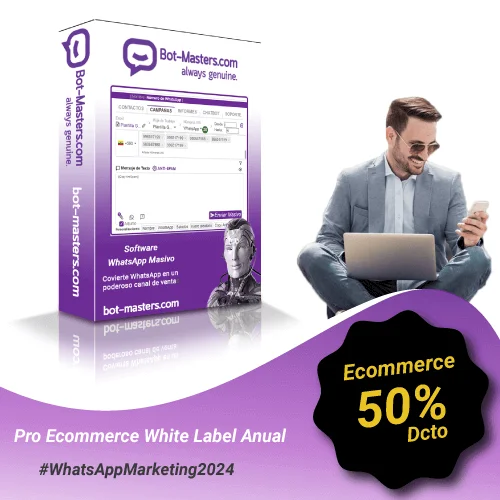 Bot-Masters.com
always genuine.
bot-masters.com
Bot-Masters.com
always genuine.
CONTACTOS CAMPAÑAS INFORMES CHATBOT SOPORTE
WhatsApp
Mensaje de Texto
Enviar Masivo
Software
WhatsApp Masivo
Covierte WhatsApp en un
poderoso canal de venta
bot-masters.com
Ecommerce
50%
Dcto
Pro Ecommerce White Label Anual
#WhatsAppMarketing2024